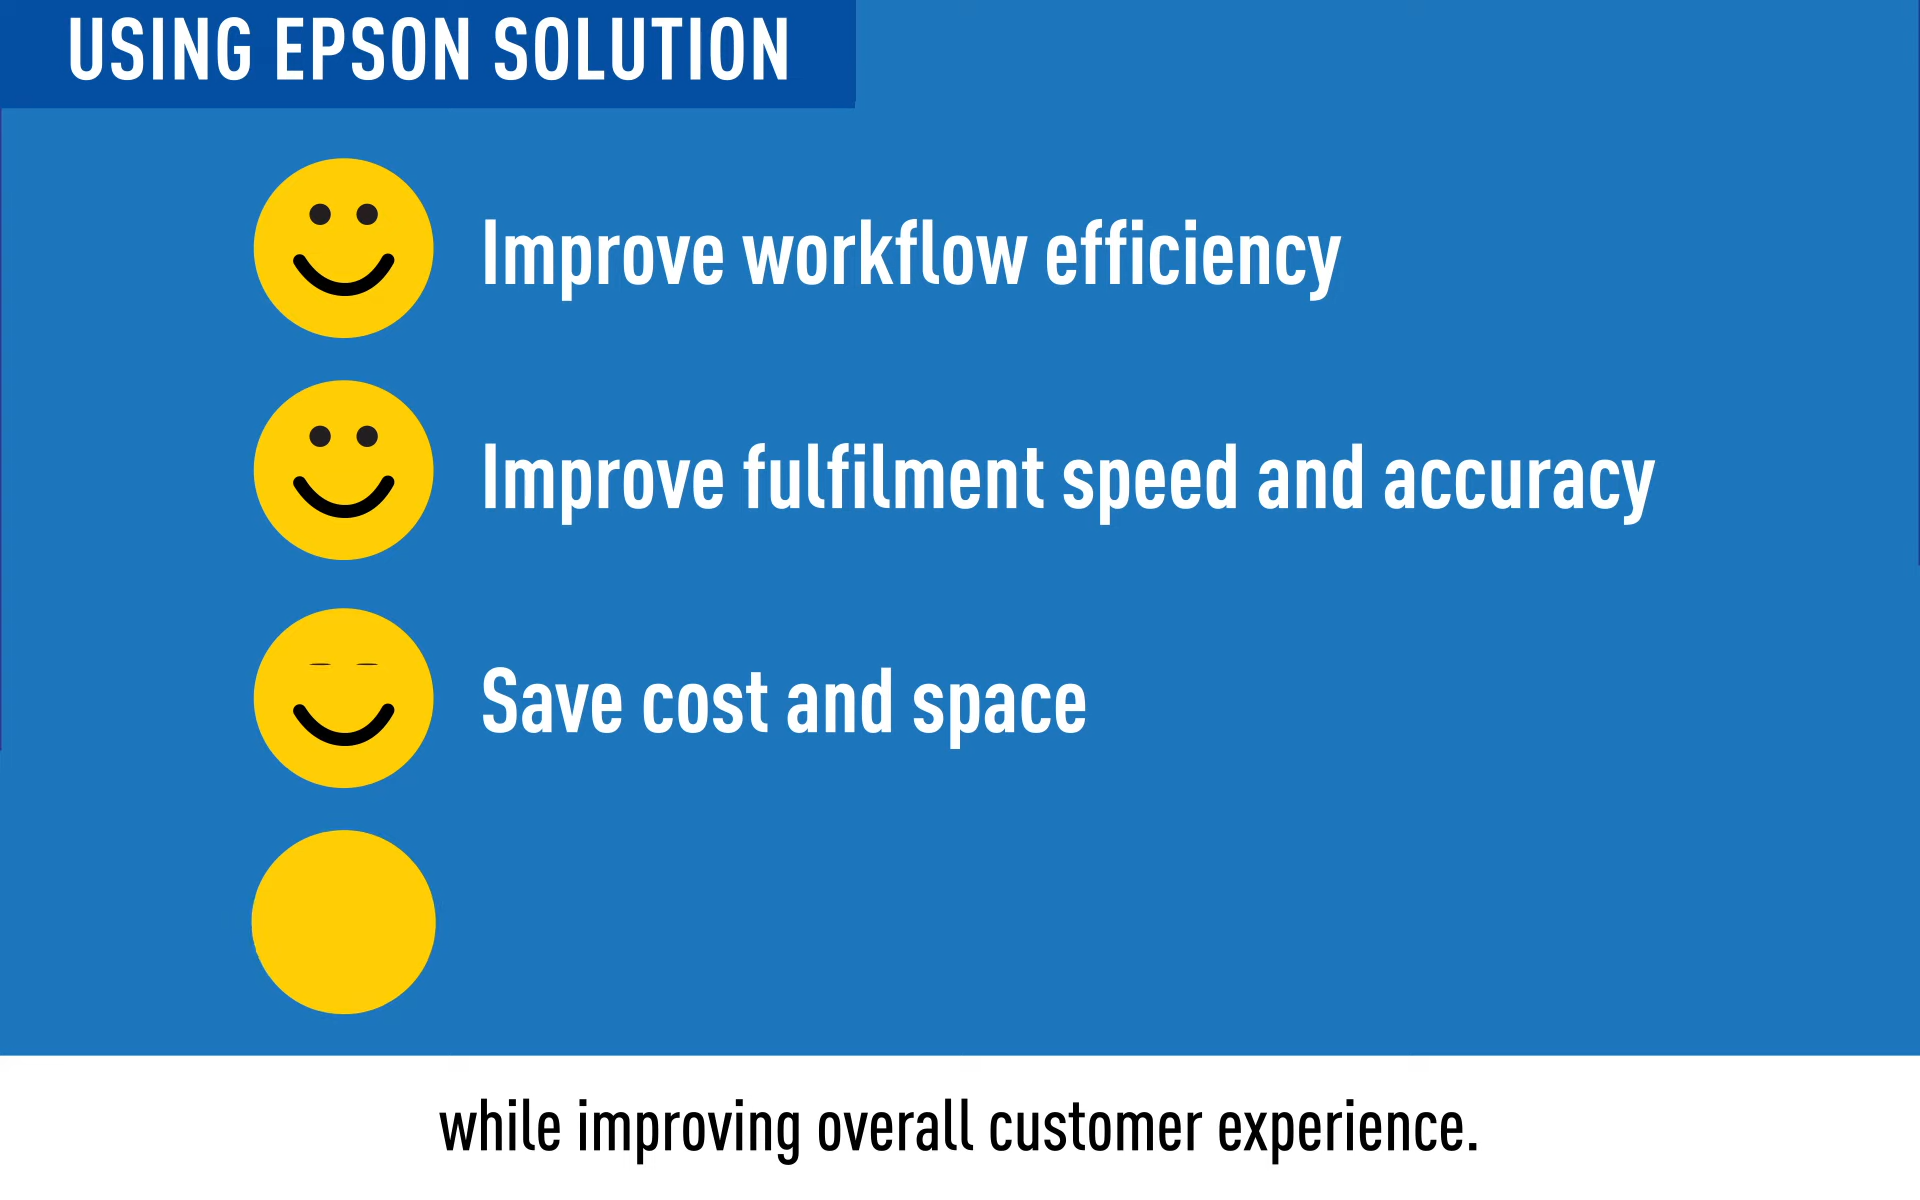 USING EPSON SOLUTION
Improve workflow efficiency
Improve fulfilment speed and accuracy
Save cost and space
while improving overall customer experience.